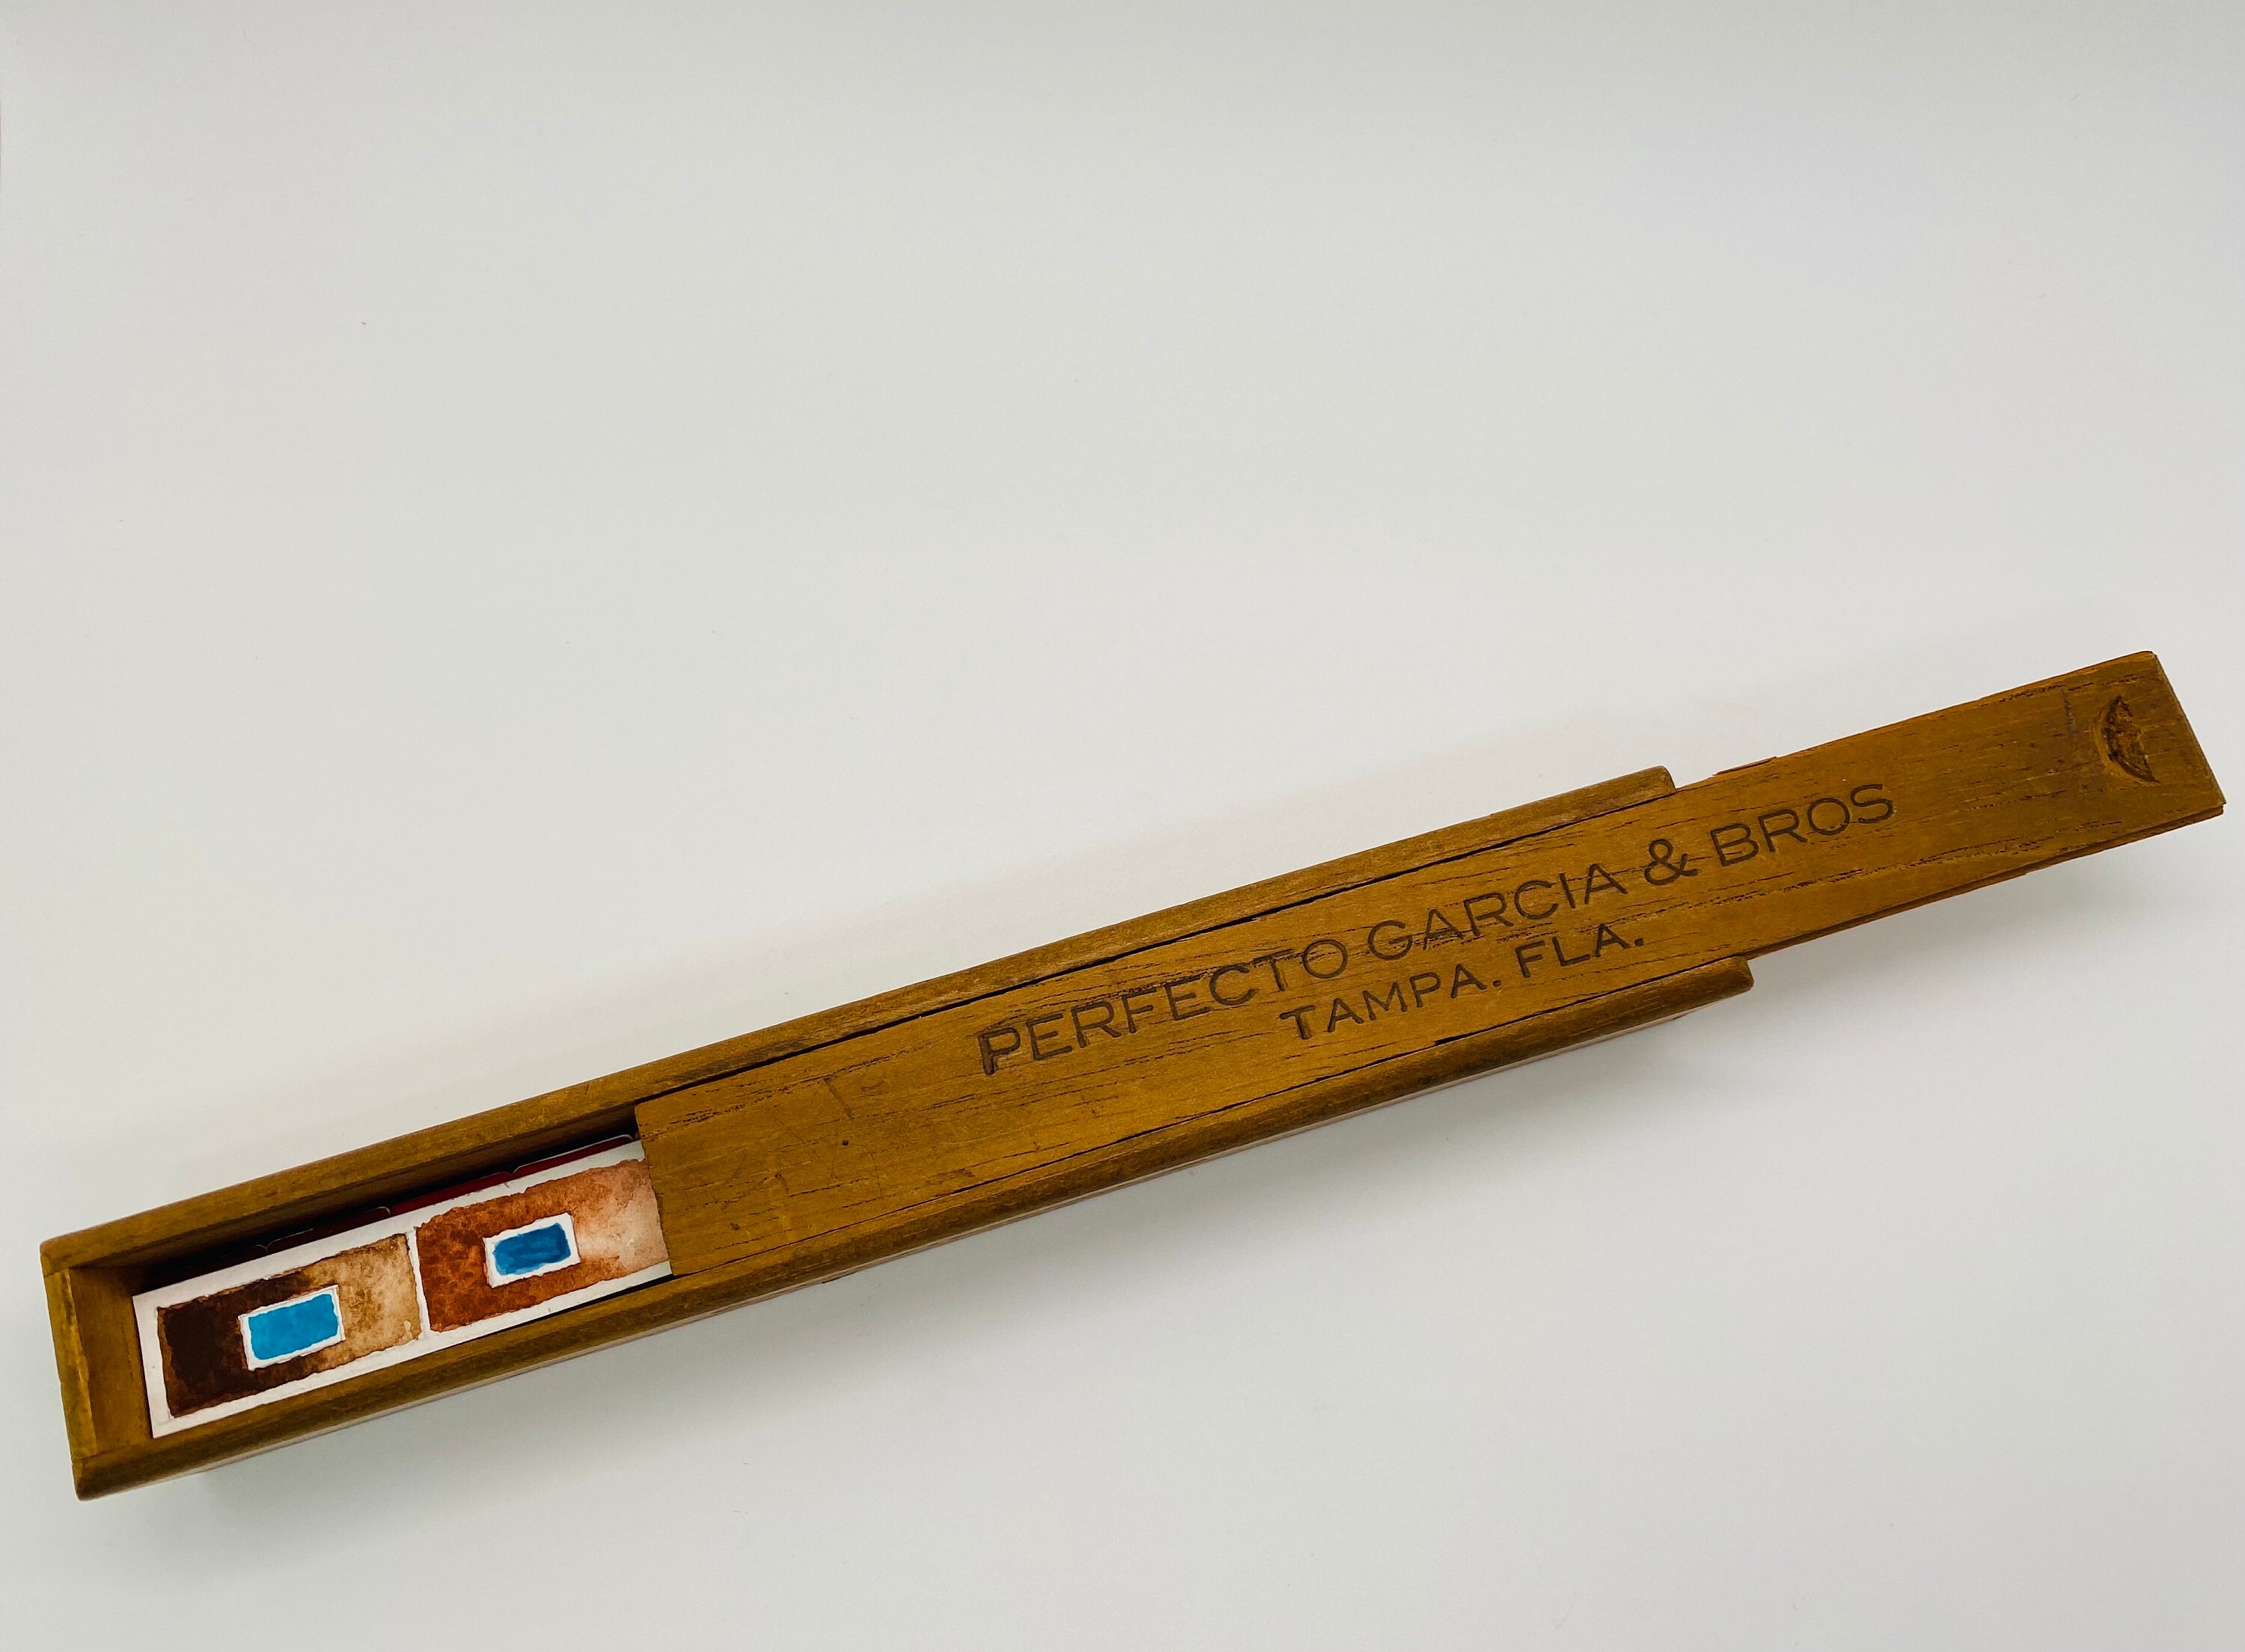 PERFECTO GARCIA & BROS
TAMPA. FLA.